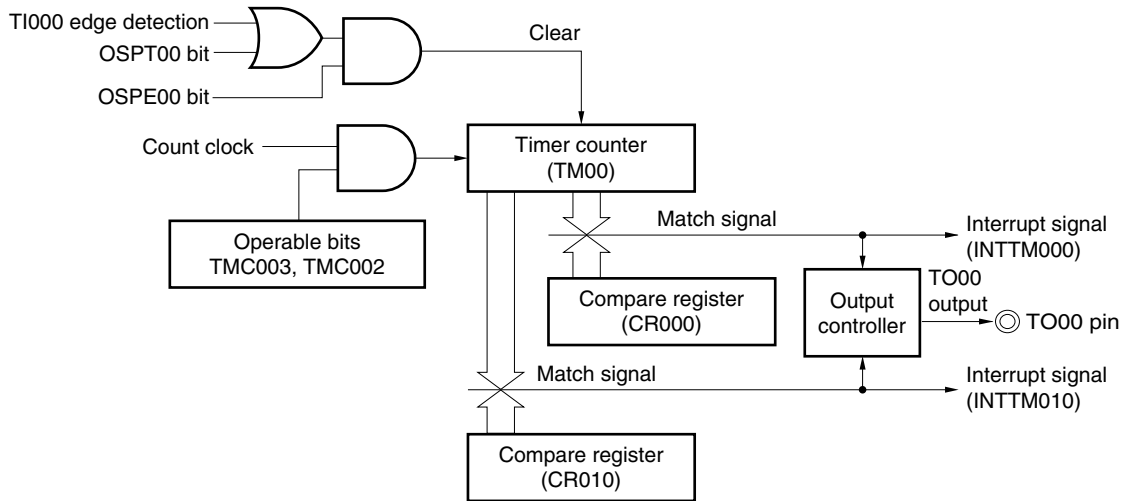 TI000 edge detection
OSPT00 bit
OSPE00 bit
Clear
Count clock
Timer counter
(TM00)
Operable bits
TMC003, TMC002
Match signal
Interrupt signal
(INTTM000)
Compare register
(CR000)
Output
controller
TO00
output
TO00 pin
Match signal
Interrupt signal
(INTTM010)
Compare register
(CR010)